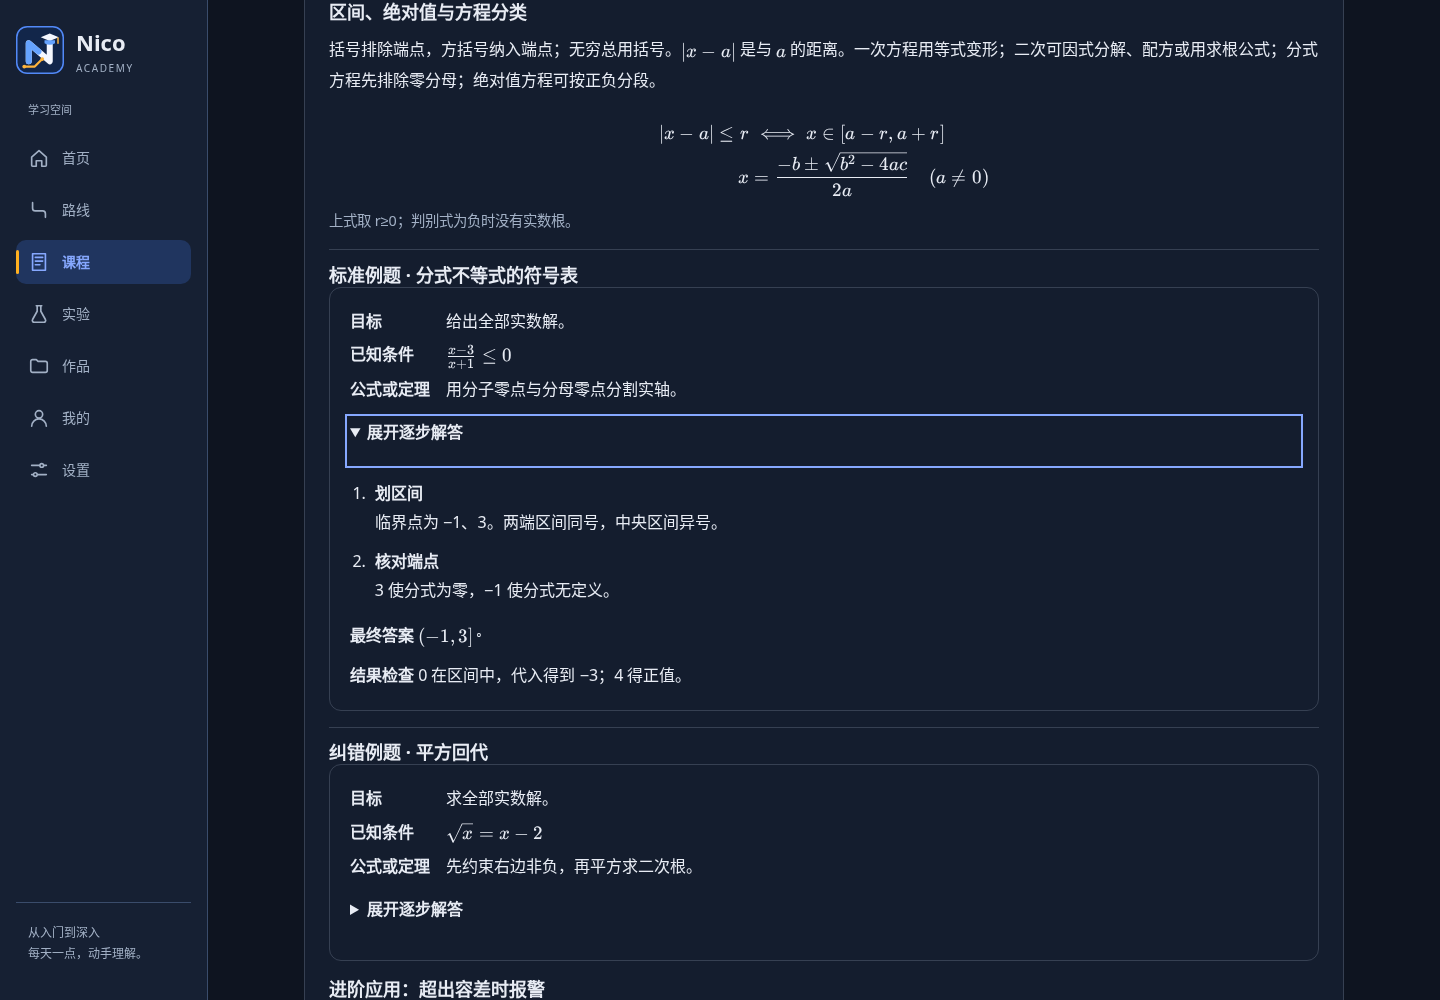 Nico
ACADEMY
学习空间
首页
路线
课程
实验
作品
我的
设置
从入门到深入
每天一点，动手理解。
区间、绝对值与方程分类
括号排除端点，方括号纳入端点；无穷总用括号。|x − a| 是与 a 的距离。一次方程用等式变形；二次可因式分解、配方或用求根公式；分式
方程先排除零分母；绝对值方程可按正负分段。
|x − a| ≤ r ⟺ x ∈ [a − r, a + r]
x = \frac{−b ± \sqrt{b² − 4ac}}{2a} (a ≠ 0)
上式取 r≥0；判别式为负时没有实数根。
标准例题 · 分式不等式的符号表
目标 给出全部实数解。
已知条件 \frac{x−3}{x+1} ≤ 0
公式或定理 用分子零点与分母零点分割实轴。
▼ 展开逐步解答
1. 划区间
临界点为 −1、3。两端区间同号，中央区间异号。
2. 核对端点
3 使分式为零，−1 使分式无定义。
最终答案 (−1, 3]。
结果检查 0 在区间中，代入得到 −3；4 得正值。
纠错例题 · 平方回代
目标 求全部实数解。
已知条件 √x = x − 2
公式或定理 先约束右边非负，再平方求二次根。
▶ 展开逐步解答
进阶应用：超出容差时报警